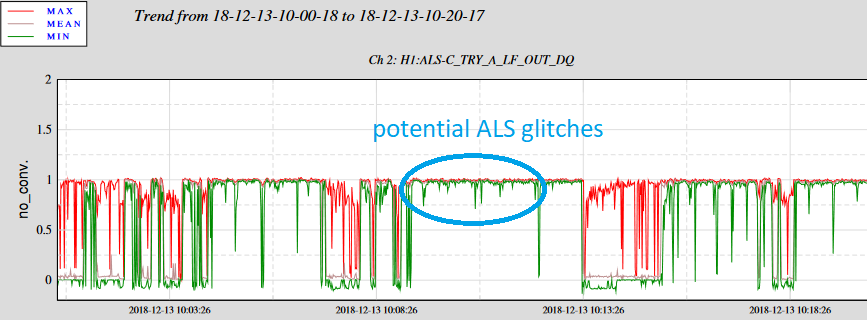 MAX
MEAN
MIN
Trend from 18-12-13-10-00-18 to 18-12-13-10-20-17
Ch 2: H1:ALS-C_TRY_A_LF_OUT_DQ
2
1.5
1
0.5
0
no_conv.
potential ALS glitches
2018-12-13 10:03:26
2018-12-13 10:08:26
2018-12-13 10:13:26
2018-12-13 10:18:26